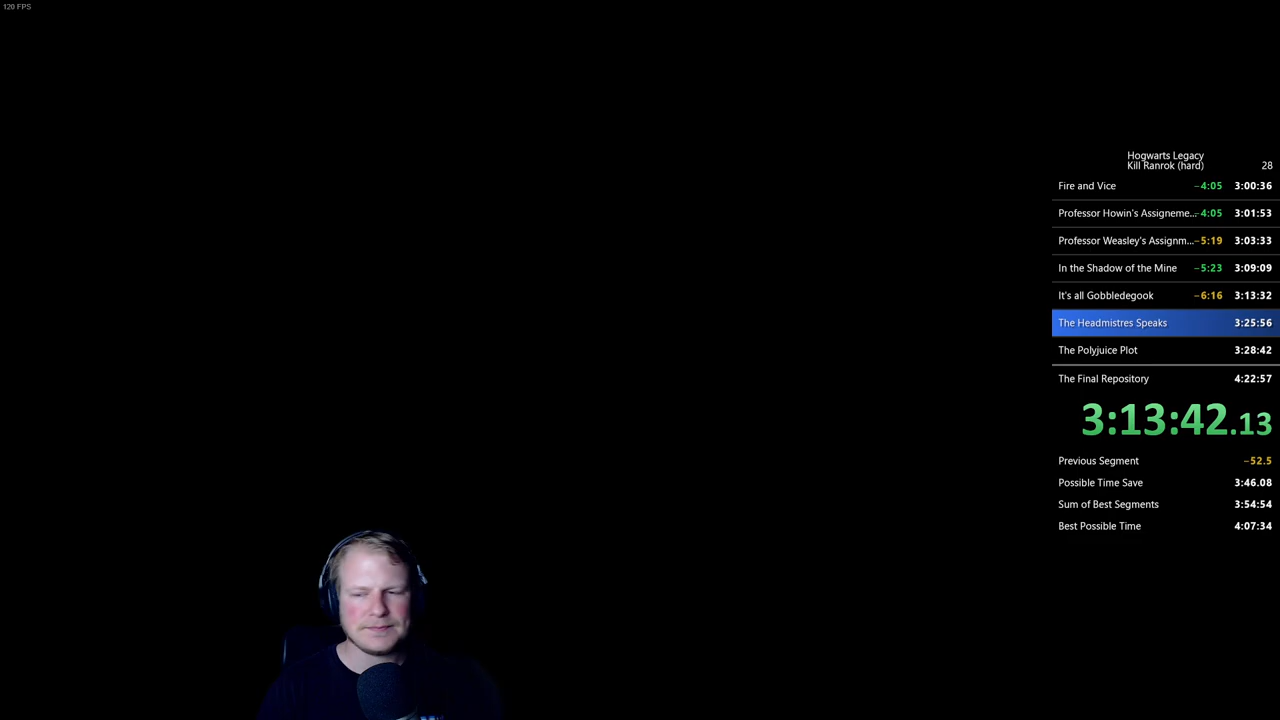 120 FPS
Hogwarts Legacy
Kill Ranrok (hard) 28
Fire and Vice −4:05 3:00:36
Professor Howin's Assigneme... −4:05 3:01:53
Professor Weasley's Assignm... −5:19 3:03:33
In the Shadow of the Mine −5:23 3:09:09
It's all Gobbledegook −6:16 3:13:32
The Headmistres Speaks 3:25:56
The Polyjuice Plot 3:28:42
The Final Repository 4:22:57
3:13:42.13
Previous Segment −52.5
Possible Time Save 3:46.08
Sum of Best Segments 3:54:54
Best Possible Time 4:07:34